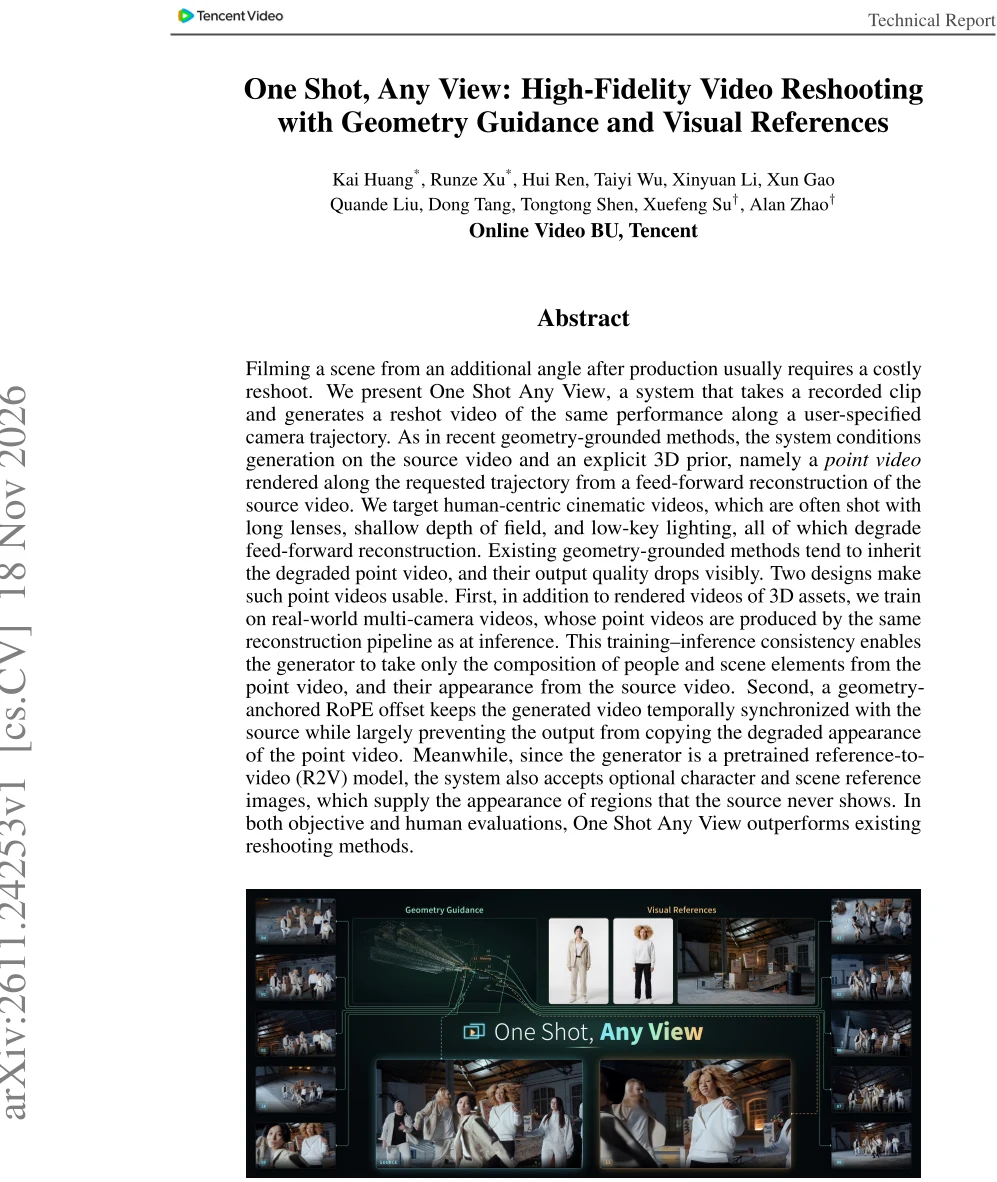 Tencent Video
Technical Report
One Shot, Any View: High-Fidelity Video Reshooting
with Geometry Guidance and Visual References
Kai Huang*, Runze Xu*, Hui Ren, Taiyi Wu, Xinyuan Li, Xun Gao
Quande Liu, Dong Tang, Tongtong Shen, Xuefeng Su†, Alan Zhao†
Online Video BU, Tencent
Abstract
Filming a scene from an additional angle after production usually requires a costly
reshoot. We present One Shot Any View, a system that takes a recorded clip
and generates a reshot video of the same performance along a user-specified
camera trajectory. As in recent geometry-grounded methods, the system conditions
generation on the source video and an explicit 3D prior, namely a point video
rendered along the requested trajectory from a feed-forward reconstruction of the
source video. We target human-centric cinematic videos, which are often shot with
long lenses, shallow depth of field, and low-key lighting, all of which degrade
feed-forward reconstruction. Existing geometry-grounded methods tend to inherit
the degraded point video, and their output quality drops visibly. Two designs make
such point videos usable. First, in addition to rendered videos of 3D assets, we train
on real-world multi-camera videos, whose point videos are produced by the same
reconstruction pipeline as at inference. This training–inference consistency enables
the generator to take only the composition of people and scene elements from the
point video, and their appearance from the source video. Second, a geometry-
anchored RoPE offset keeps the generated video temporally synchronized with the
source while largely preventing the output from copying the degraded appearance
of the point video. Meanwhile, since the generator is a pretrained reference-to-
video (R2V) model, the system also accepts optional character and scene reference
images, which supply the appearance of regions that the source never shows. In
both objective and human evaluations, One Shot Any View outperforms existing
reshooting methods.
Geometry Guidance
Visual References
One Shot, Any View
SOURCE
arXiv:2611.24253v1 [cs.CV] 18 Nov 2026